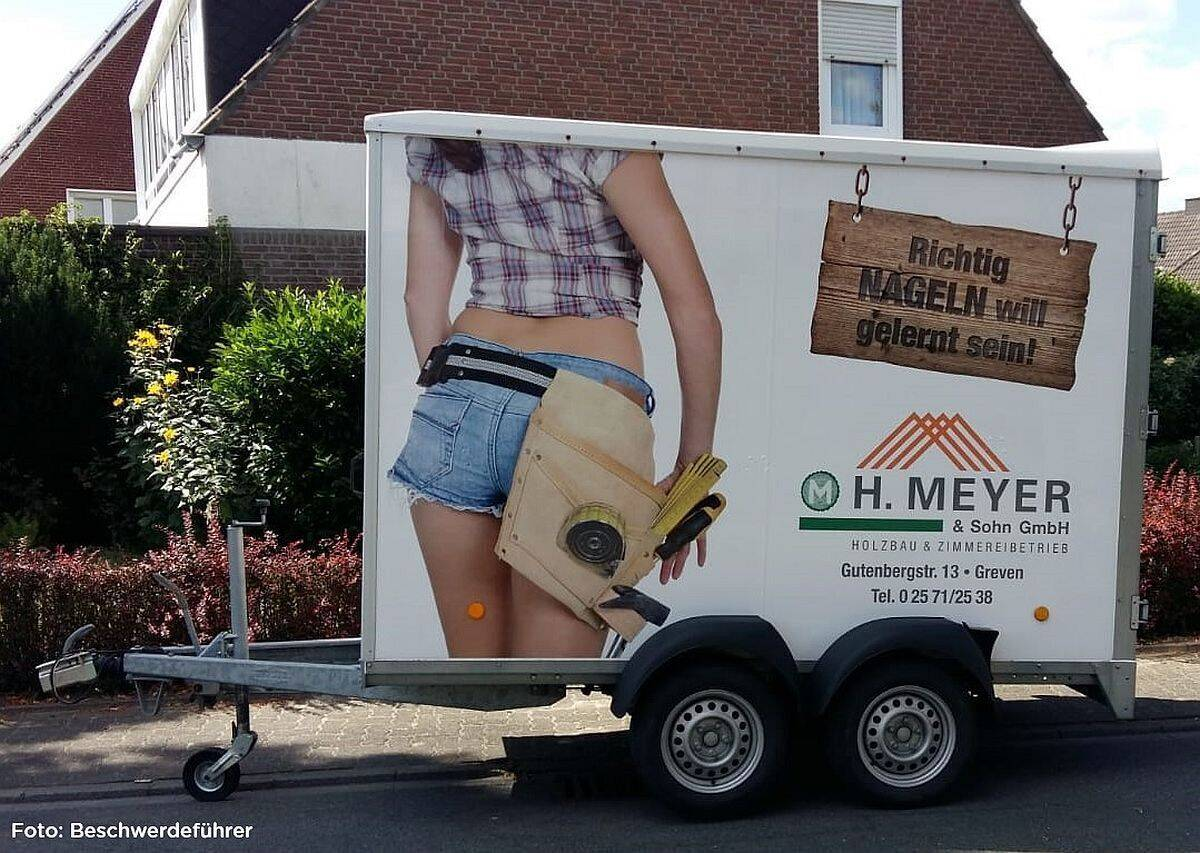 Richtig
NAGELN will
gelernt sein!
M H. MEYER
& Sohn GmbH
HOLZBAU & ZIMMEREIBETRIEB
Gutenbergstr. 13 • Greven
Tel. 0 25 71/25 38
Foto: Beschwerdeführer